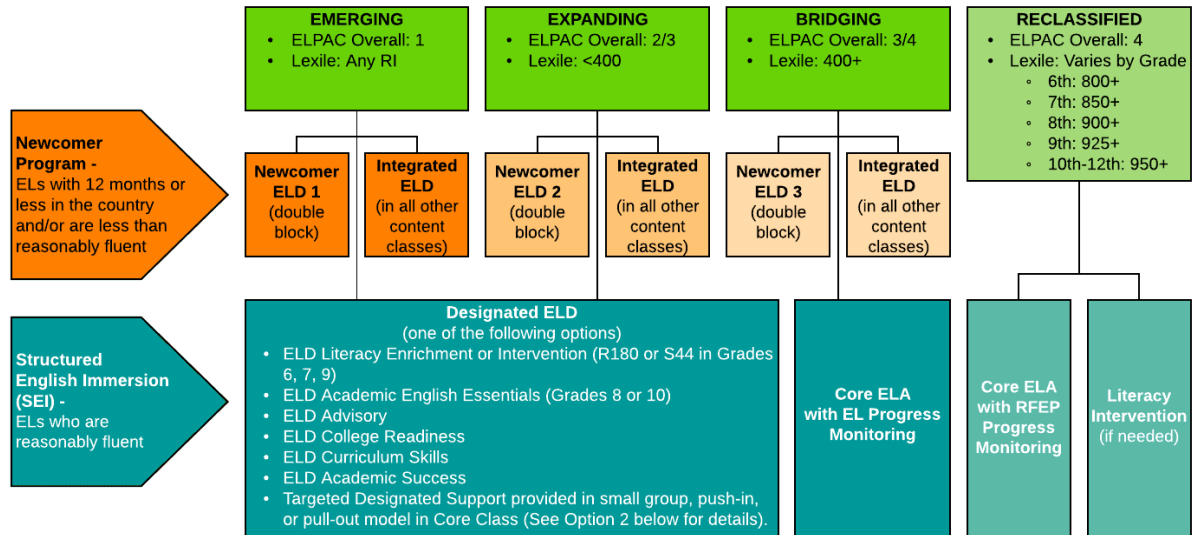 EMERGING
• ELPAC Overall: 1
• Lexile: Any RI
EXPANDING
• ELPAC Overall: 2/3
• Lexile: <400
BRIDGING
• ELPAC Overall: 3/4
• Lexile: 400+
RECLASSIFIED
• ELPAC Overall: 4
• Lexile: Varies by Grade
◦ 6th: 800+
◦ 7th: 850+
◦ 8th: 900+
◦ 9th: 925+
◦ 10th-12th: 950+
Newcomer
Program -
ELs with 12 months or
less in the country
and/or are less than
reasonably fluent
Newcomer
ELD 1
(double
block)
Integrated
ELD
(in all other
content
classes)
Newcomer
ELD 2
(double
block)
Integrated
ELD
(in all other
content
classes)
Newcomer
ELD 3
(double
block)
Integrated
ELD
(in all other
content
classes)
Structured
English Immersion
(SEI) -
ELs who are
reasonably fluent
Designated ELD
(one of the following options)
• ELD Literacy Enrichment or Intervention (R180 or S44 in Grades
6, 7, 9)
• ELD Academic English Essentials (Grades 8 or 10)
• ELD Advisory
• ELD College Readiness
• ELD Curriculum Skills
• ELD Academic Success
• Targeted Designated Support provided in small group, push-in,
or pull-out model in Core Class (See Option 2 below for details).
Core ELA
with EL Progress
Monitoring
Core ELA
with RFEP
Progress
Monitoring
Literacy
Intervention
(if needed)